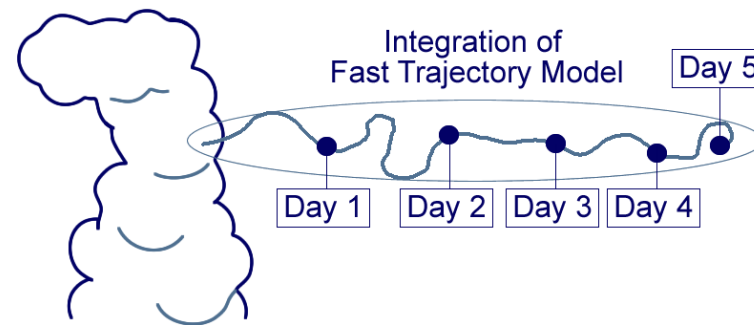 Integration of
Fast Trajectory Model
Day 5
Day 1
Day 2
Day 3
Day 4